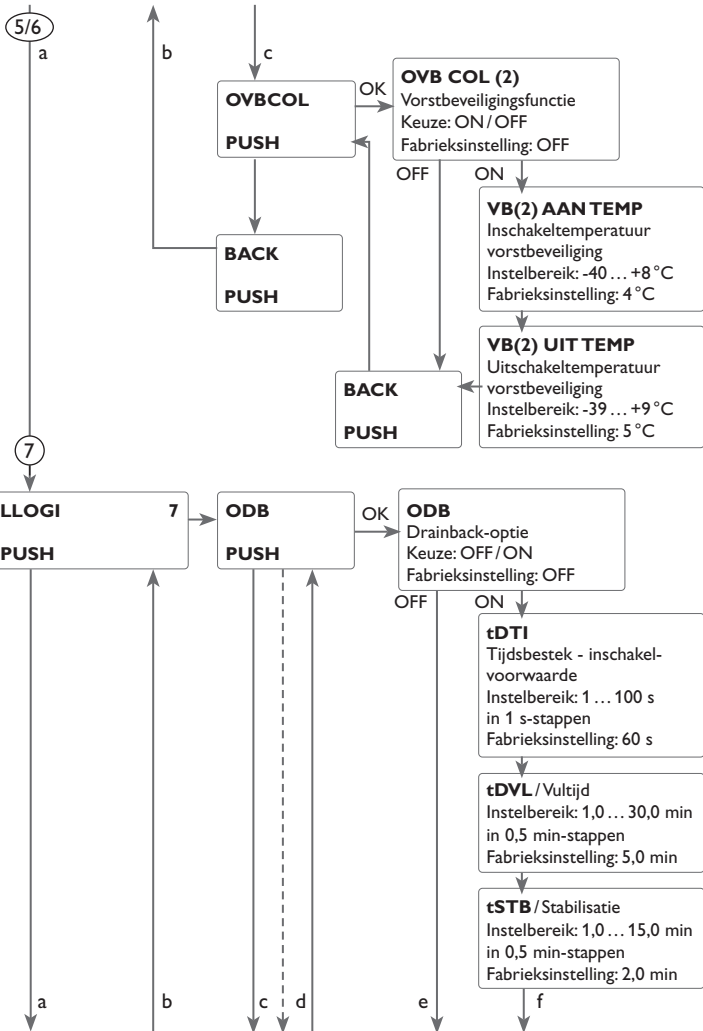 5/6
a
b
c
OVBCOL
PUSH
OK
OVB COL (2)
Vorstbeveiligingsfunctie
Keuze: ON / OFF
Fabrieksinstelling: OFF
OFF
ON
BACK
PUSH
VB(2) AAN TEMP
Inschakeltemperatuur
vorstbeveiliging
Instelbereik: -40 … +8 °C
Fabrieksinstelling: 4 °C
VB(2) UIT TEMP
Uitschakeltemperatuur
vorstbeveiliging
Instelbereik: -39 … +9 °C
Fabrieksinstelling: 5 °C
BACK
PUSH
7
LLOGI 7
PUSH
ODB
PUSH
OK
ODB
Drainback-optie
Keuze: OFF / ON
Fabrieksinstelling: OFF
OFF
ON
tDTI
Tijdsbestek - inschakel-
voorwaarde
Instelbereik: 1 … 100 s
in 1 s-stappen
Fabrieksinstelling: 60 s
tDVL / Vultijd
Instelbereik: 1,0 … 30,0 min
in 0,5 min-stappen
Fabrieksinstelling: 5,0 min
tSTB / Stabilisatie
Instelbereik: 1,0 … 15,0 min
in 0,5 min-stappen
Fabrieksinstelling: 2,0 min
a
b
c
d
e
f